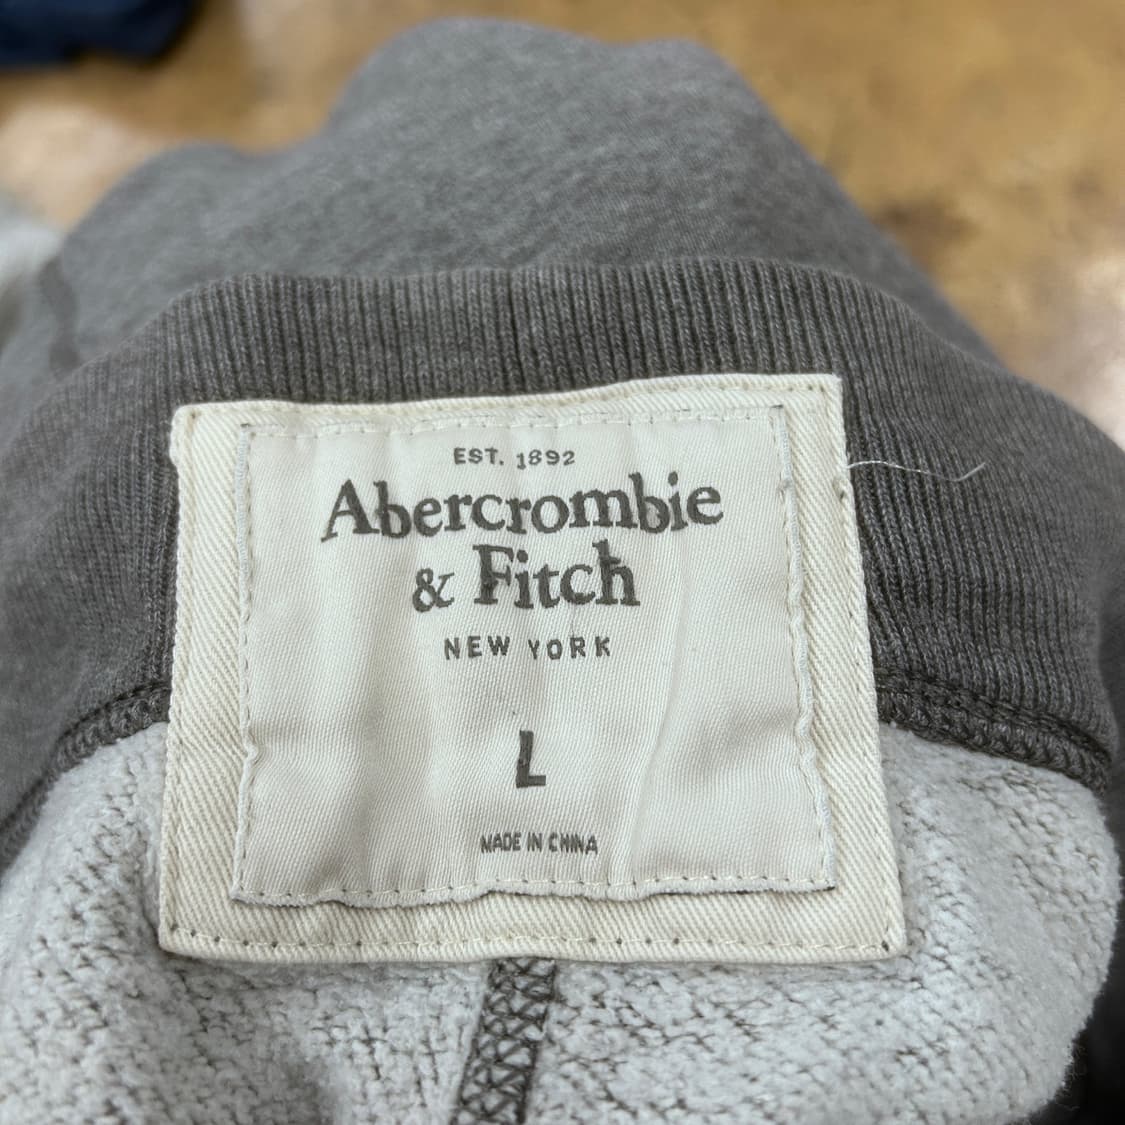 EST. 1892
Abercrombie
& Fitch
NEW YORK
L
MADE IN CHINA